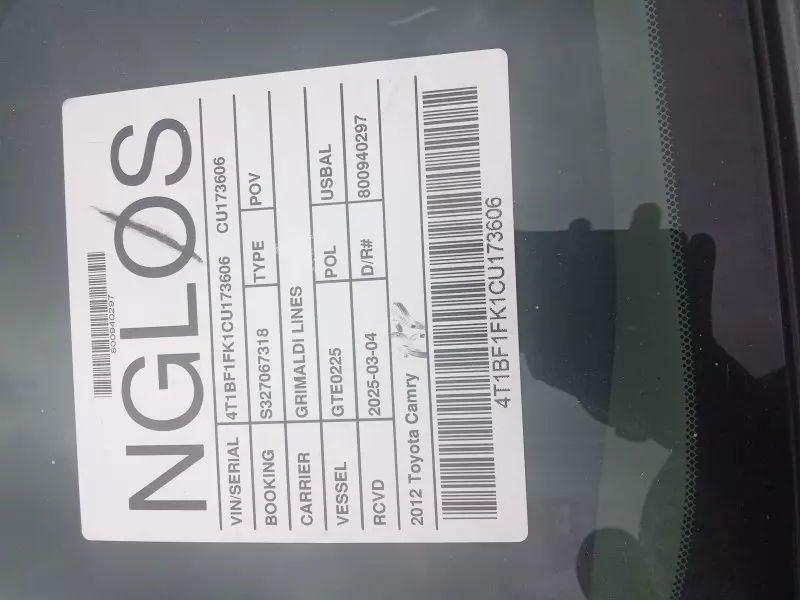 800940297
NGLOS
VIN/SERIAL 4T1BF1FK1CU173606 CU173606
BOOKING S327067318 TYPE POV
CARRIER GRIMALDI LINES
VESSEL GTE0225 POL USBAL
RCVD 2025-03-04 D/R# 800940297
2012 Toyota Camry
4T1BF1FK1CU173606